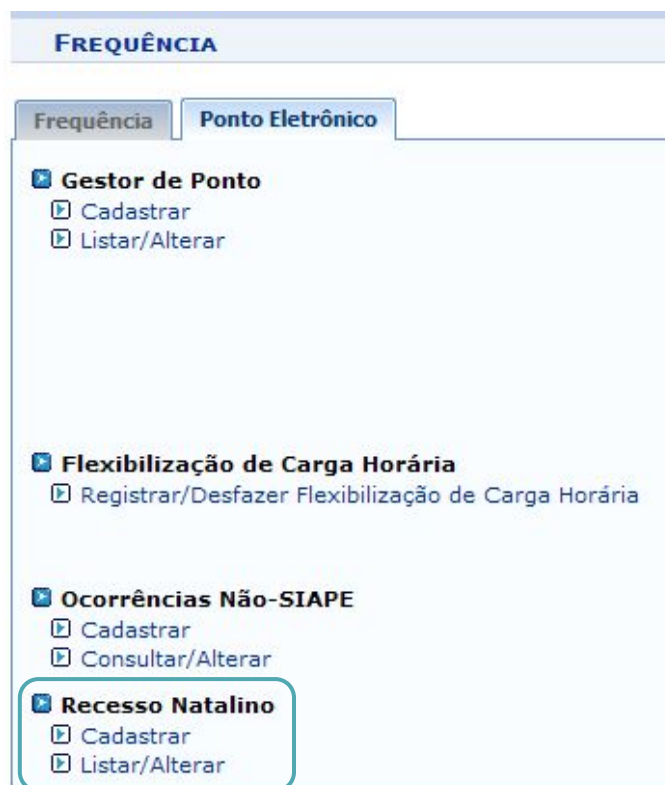 FREQUÊNCIA
Frequência Ponto Eletrônico
Gestor de Ponto
Cadastrar
Listar/Alterar
Flexibilização de Carga Horária
Registrar/Desfazer Flexibilização de Carga Horária
Ocorrências Não-SIAPE
Cadastrar
Consultar/Alterar
Recesso Natalino
Cadastrar
Listar/Alterar